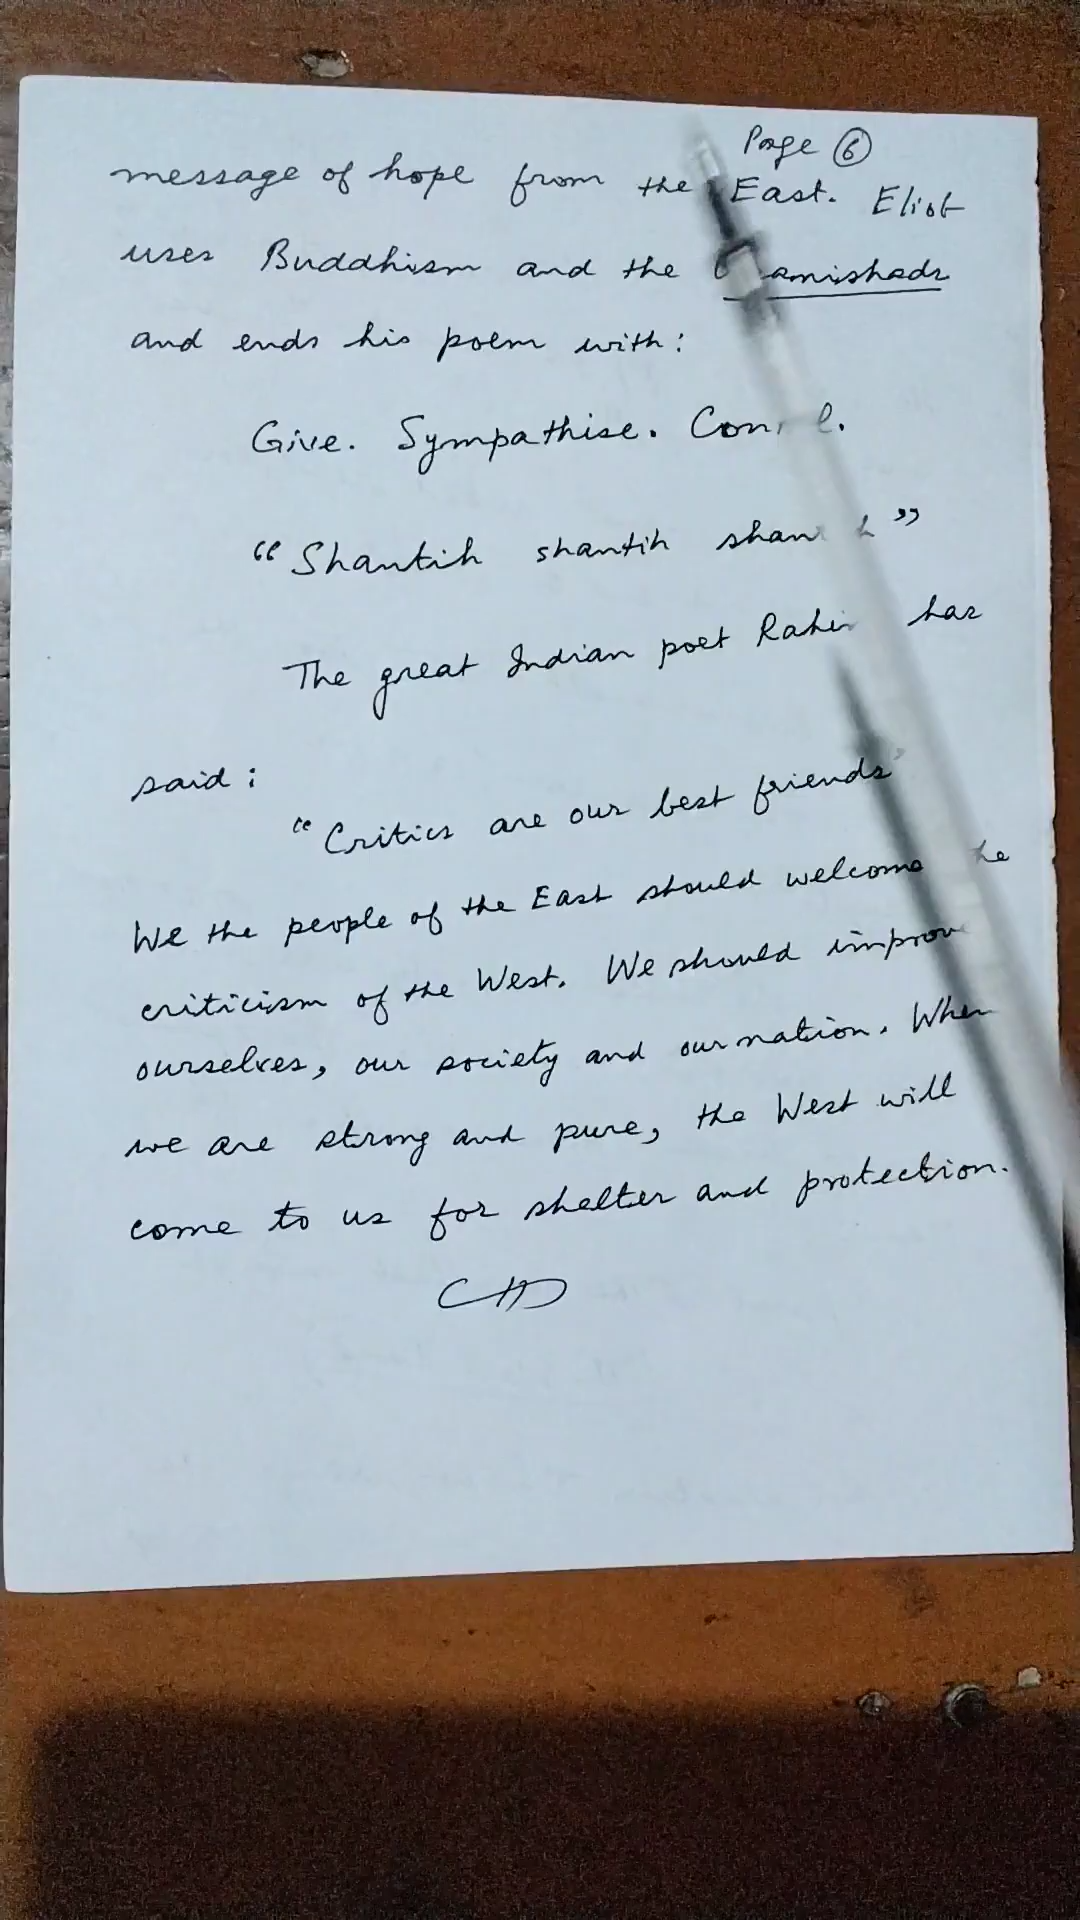 Page 6
message of hope from the East. Eliot
uses Buddhism and the
and ends his poem with:
Give. Sympathise.
"Shantih shantih
The great Indian poet has
said:
"Critics are our best friends"
We the people of the East should welcome
criticism of the West. We should improve
ourselves, our society and our nation. When
we are strong and pure, the West will
come to us for shelter and protection.